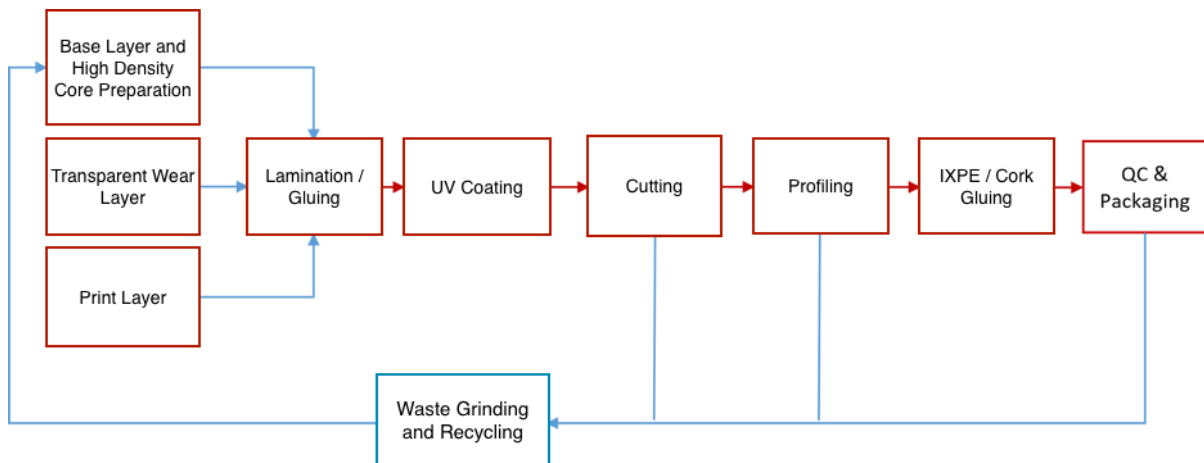 Base Layer and
High Density
Core Preparation
Transparent Wear
Layer
Print Layer
Lamination /
Gluing
UV Coating
Cutting
Profiling
IXPE / Cork
Gluing
QC &
Packaging
Waste Grinding
and Recycling